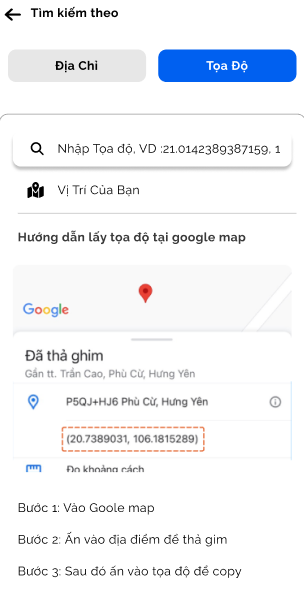 Tìm kiếm theo
Địa Chỉ
Tọa Độ
Nhập Tọa độ, VD :21.0142389387159, 1
Vị Trí Của Bạn
Hướng dẫn lấy tọa độ tại google map
Google
Đã thả ghim
Gần tt. Trần Cao, Phù Cừ, Hưng Yên
P5QJ+HJ6 Phù Cừ, Hưng Yên
(20.7389031, 106.1815289)
Đo khoảng cách
Bước 1: Vào Goole map
Bước 2: Ấn vào địa điểm để thả gim
Bước 3: Sau đó ấn vào tọa độ để copy